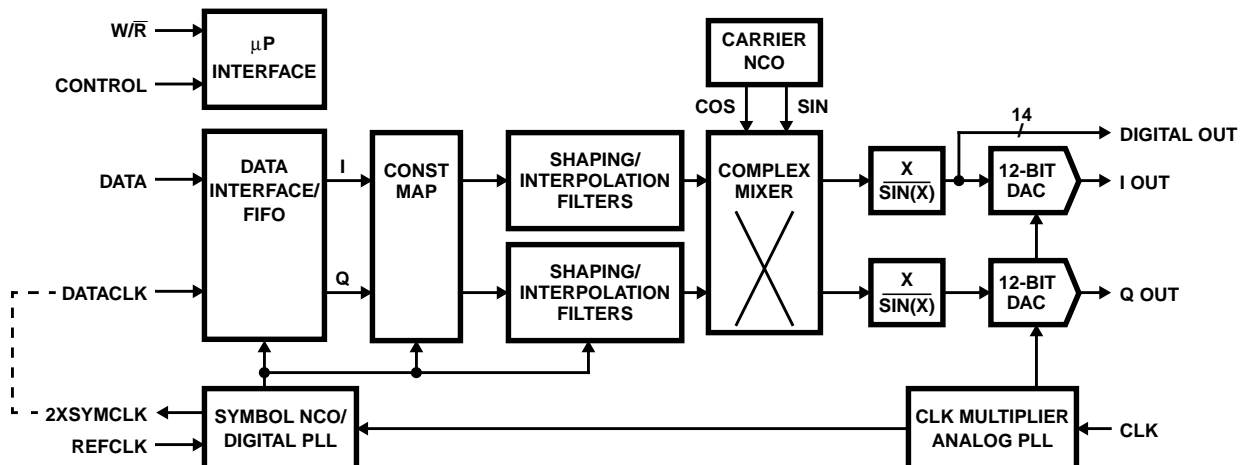 W/R̅
CONTROL
μP
INTERFACE
CARRIER
NCO
COS
SIN
14
DIGITAL OUT
DATA
DATA
INTERFACE/
FIFO
I
CONST
MAP
SHAPING/
INTERPOLATION
FILTERS
COMPLEX
MIXER
X
SIN(X)
12-BIT
DAC
I OUT
DATACLK
Q
SHAPING/
INTERPOLATION
FILTERS
X
SIN(X)
12-BIT
DAC
Q OUT
2XSYMCLK
REFCLK
SYMBOL NCO/
DIGITAL PLL
CLK MULTIPLIER
ANALOG PLL
CLK